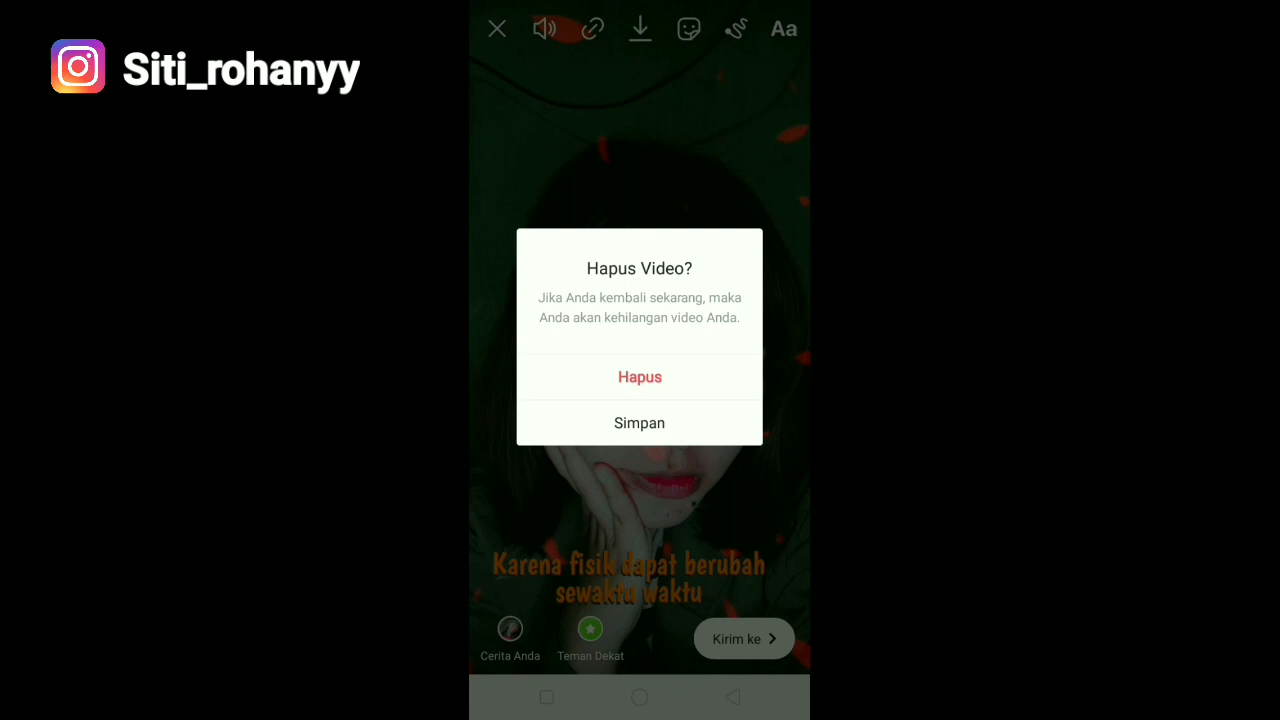 Siti_rohanyy
Aa
Hapus Video?
Jika Anda kembali sekarang, maka
Anda akan kehilangan video Anda.
Hapus
Simpan
Karena fisik dapat berubah
sewaktu waktu
Cerita Anda
Teman Dekat
Kirim ke